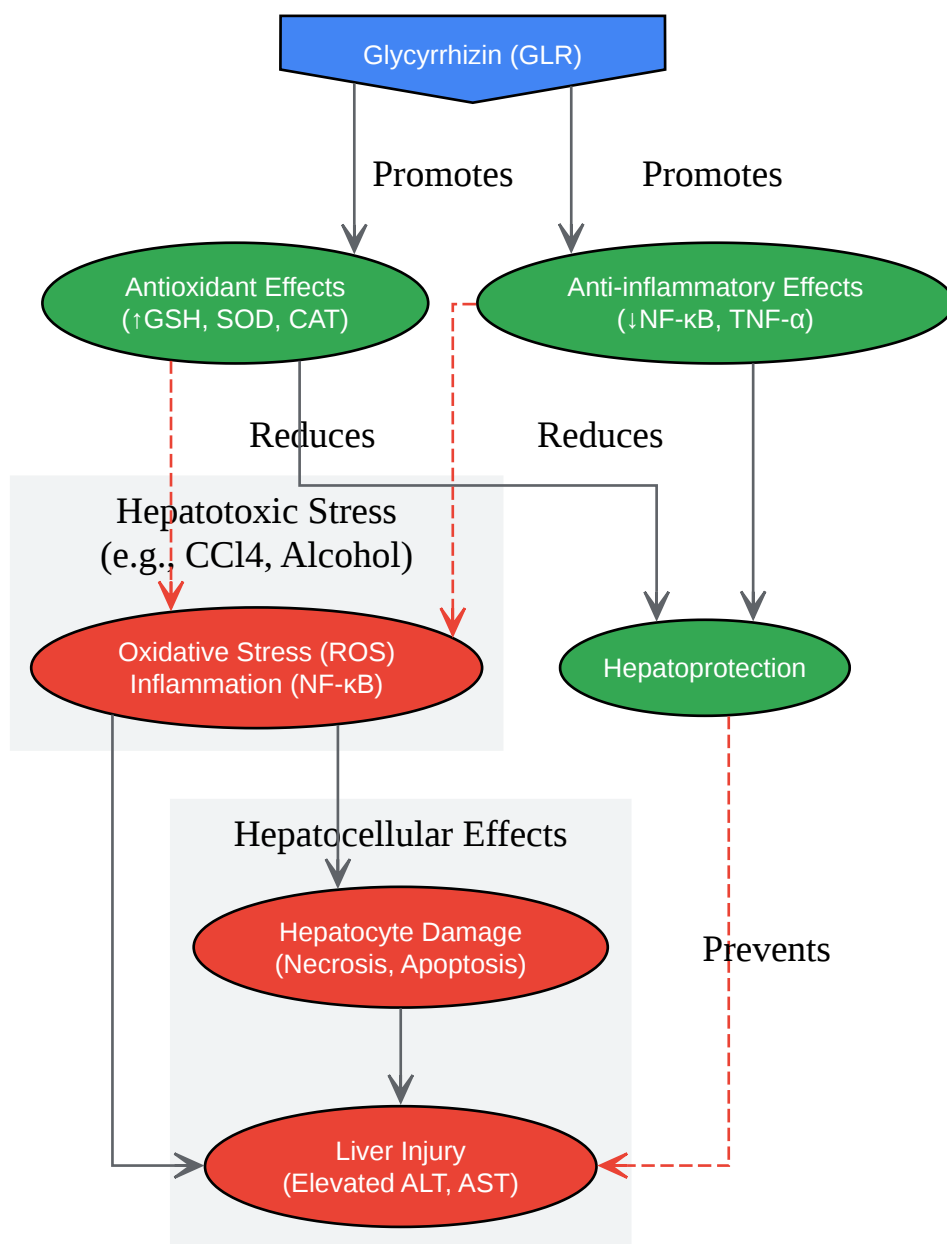 Glycyrrhizin (GLR)
Promotes
Promotes
Antioxidant Effects
(↑GSH, SOD, CAT)
Anti-inflammatory Effects
(↓NF-κB, TNF-α)
Reduces
Reduces
Hepatotoxic Stress
(e.g., CCl4, Alcohol)
Oxidative Stress (ROS)
Inflammation (NF-κB)
Hepatoprotection
Hepatocellular Effects
Hepatocyte Damage
(Necrosis, Apoptosis)
Prevents
Liver Injury
(Elevated ALT, AST)